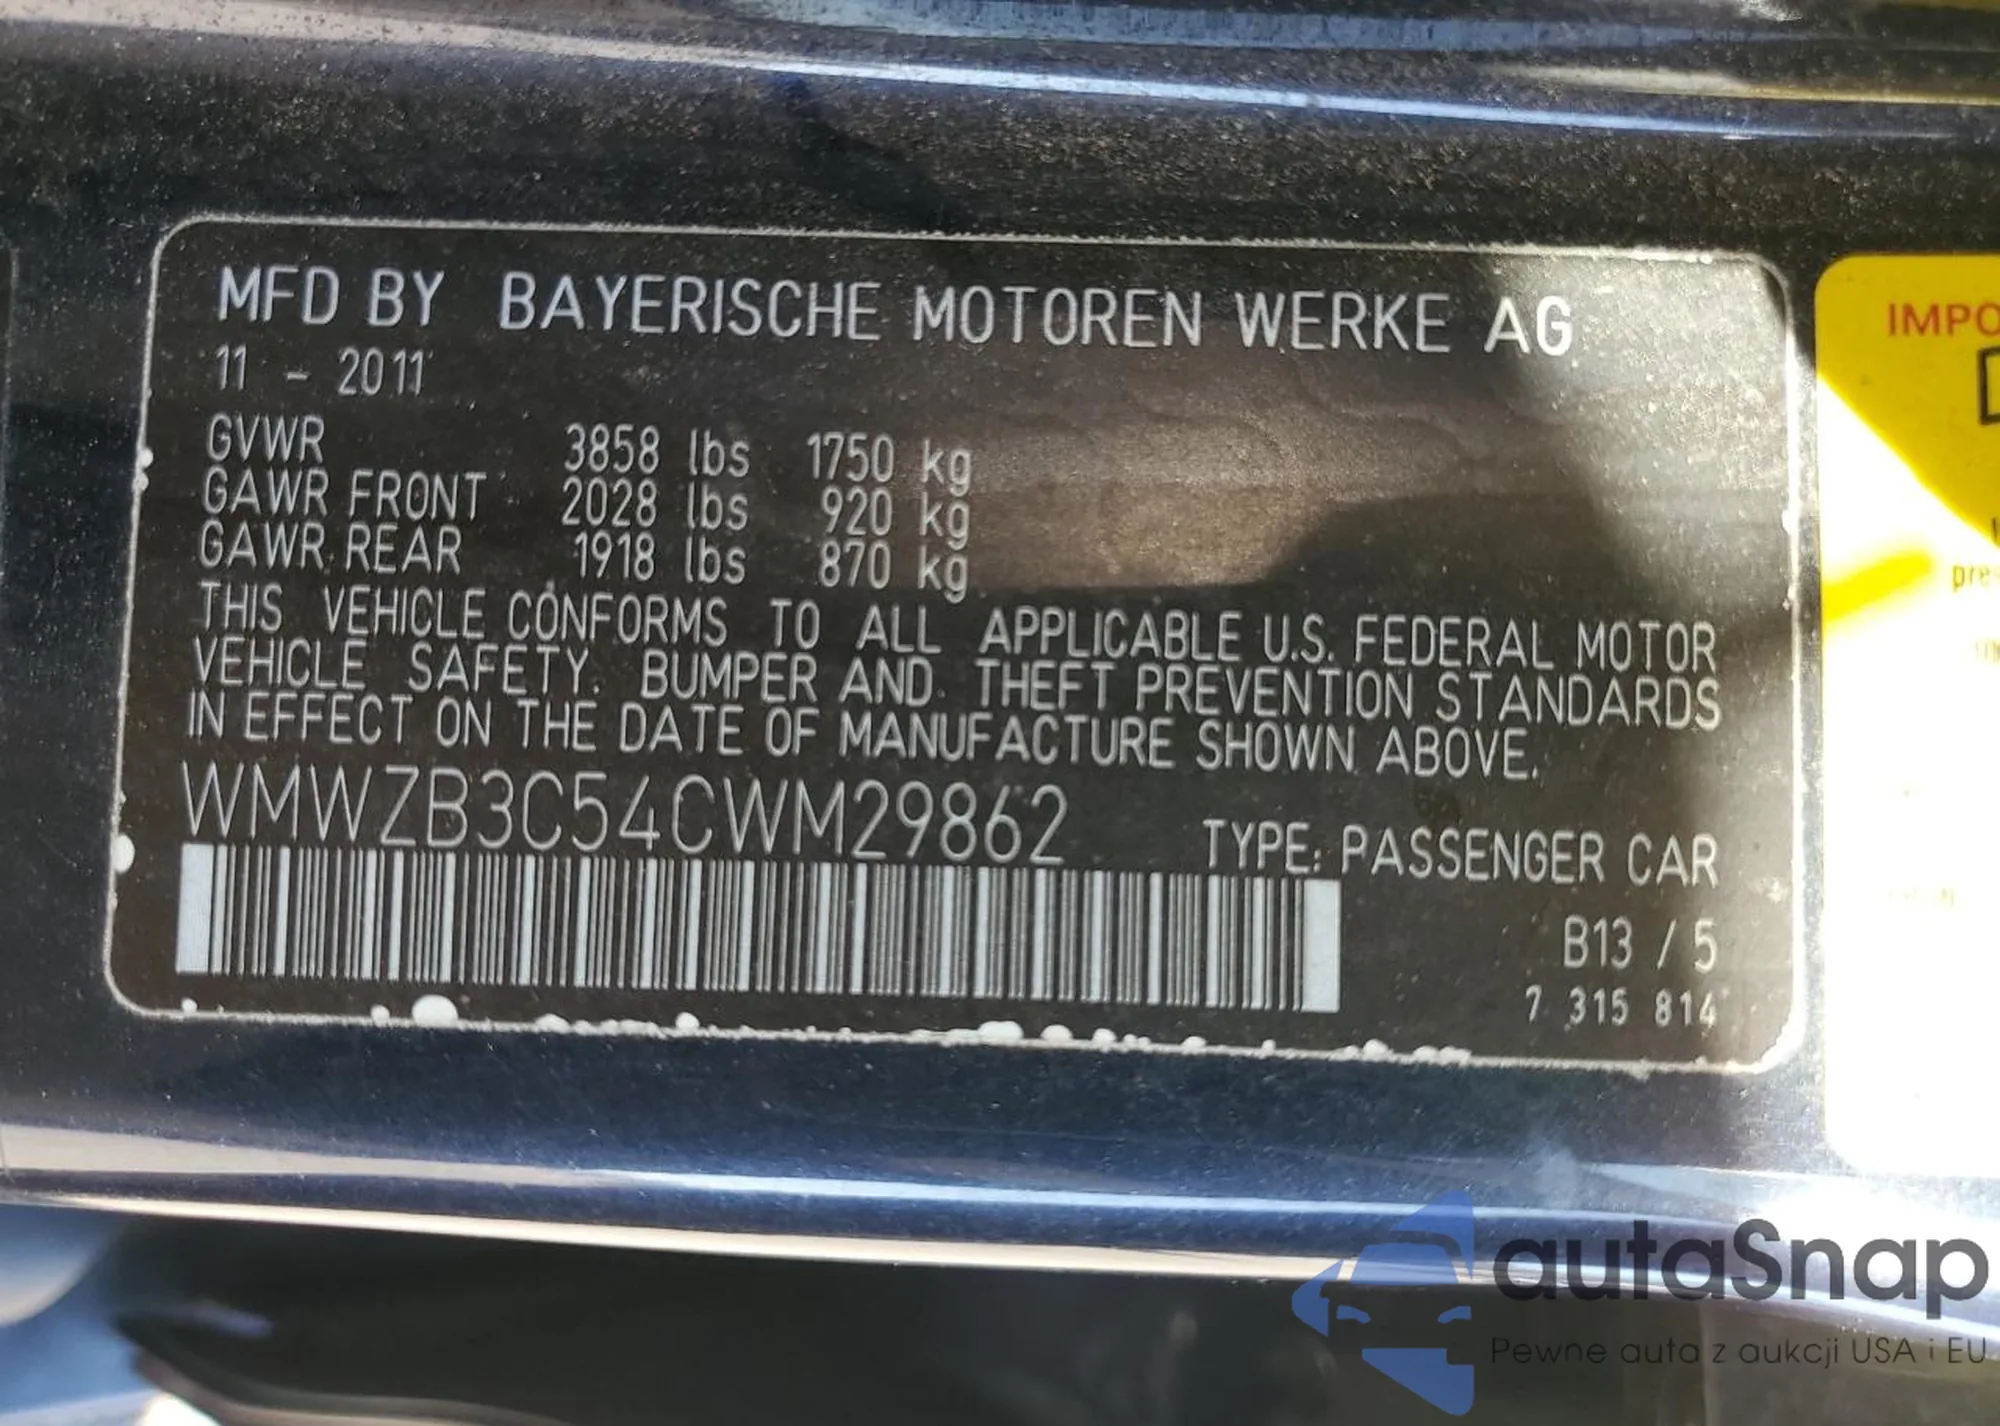 MFD BY BAYERISCHE MOTOREN WERKE AG
11 - 2011
GVWR 3858 lbs 1750 kg
GAWR FRONT 2028 lbs 920 kg
GAWR REAR 1918 lbs 870 kg
THIS VEHICLE CONFORMS TO ALL APPLICABLE U.S. FEDERAL MOTOR
VEHICLE SAFETY, BUMPER AND THEFT PREVENTION STANDARDS
IN EFFECT ON THE DATE OF MANUFACTURE SHOWN ABOVE.
WMWZB3C54CWM29862
TYPE: PASSENGER CAR
B13 / 5
7 315 814
IMPO
pres
autaSnap
Pewne auta z aukcji USA i EU